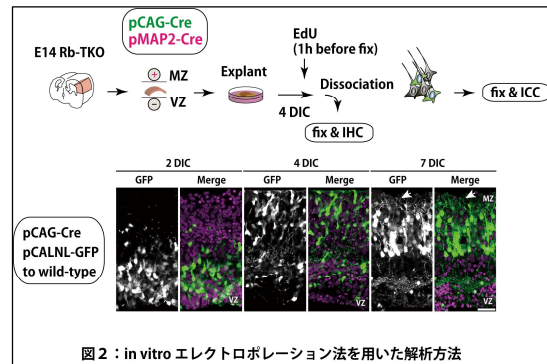 pCAG-Cre
pMAP2-Cre
E14 Rb-TKO
+ MZ
− VZ
Explant
EdU
(1h before fix)
4 DIC
Dissociation
fix & IHC
fix & ICC
2 DIC
4 DIC
7 DIC
GFP
Merge
GFP
Merge
GFP
Merge
pCAG-Cre
pCALNL-GFP
to wild-type
MZ
VZ
VZ
VZ
図2：in vitro エレクトロポレーション法を用いた解析方法